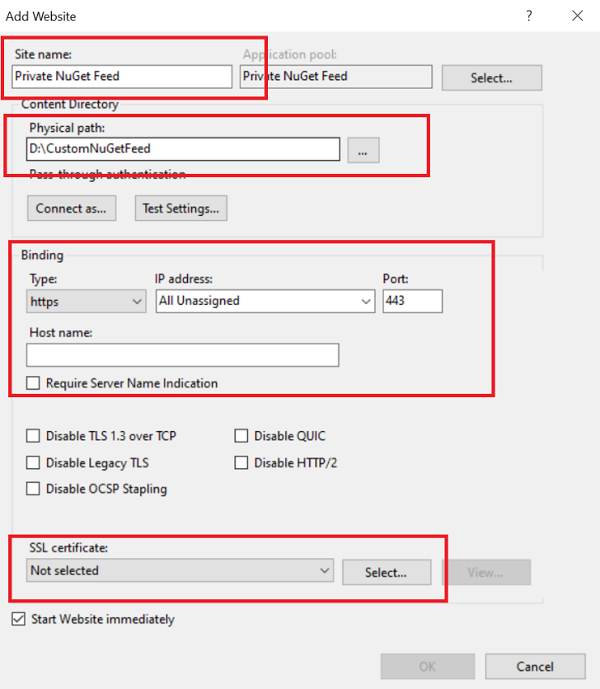 Add Website
? ×
Site name: Application pool:
Private NuGet Feed Private NuGet Feed Select...
Content Directory
Physical path:
D:\CustomNuGetFeed ...
Pass-through authentication
Connect as... Test Settings...
Binding
Type: IP address: Port:
https All Unassigned 443
Host name:
Require Server Name Indication
Disable TLS 1.3 over TCP Disable QUIC
Disable Legacy TLS Disable HTTP/2
Disable OCSP Stapling
SSL certificate:
Not selected Select... View...
Start Website immediately
OK Cancel